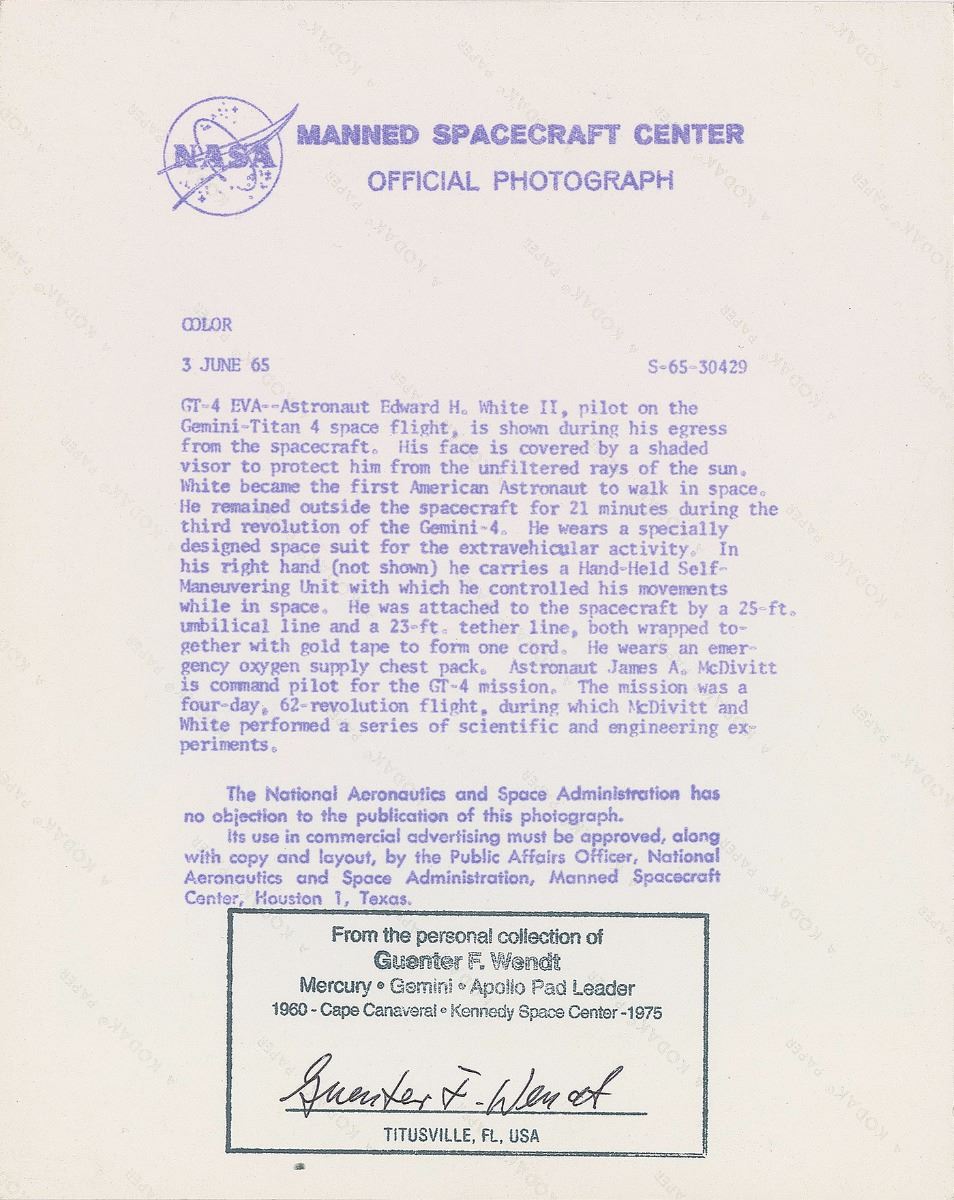 NASA
MANNED SPACECRAFT CENTER
OFFICIAL PHOTOGRAPH
COLOR
3 JUNE 65 S-65-30429
GT-4 EVA--Astronaut Edward H. White II, pilot on the
Gemini-Titan 4 space flight, is shown during his egress
from the spacecraft. His face is covered by a shaded
visor to protect him from the unfiltered rays of the sun.
White became the first American Astronaut to walk in space.
He remained outside the spacecraft for 21 minutes during the
third revolution of the Gemini-4. He wears a specially
designed space suit for the extravehicular activity. In
his right hand (not shown) he carries a Hand-Held Self-
Maneuvering Unit with which he controlled his movements
while in space. He was attached to the spacecraft by a 25-ft.
umbilical line and a 23-ft. tether line, both wrapped to-
gether with gold tape to form one cord. He wears an emer-
gency oxygen supply chest pack. Astronaut James A. McDivitt
is command pilot for the GT-4 mission. The mission was a
four-day, 62-revolution flight, during which McDivitt and
White performed a series of scientific and engineering ex-
periments.
The National Aeronautics and Space Administration has
no objection to the publication of this photograph.
Its use in commercial advertising must be approved, along
with copy and layout, by the Public Affairs Officer, National
Aeronautics and Space Administration, Manned Spacecraft
Center, Houston 1, Texas.
From the personal collection of
Guenter F. Wendt
Mercury • Gemini • Apollo Pad Leader
1960 - Cape Canaveral • Kennedy Space Center -1975
Guenter F. Wendt
TITUSVILLE, FL, USA